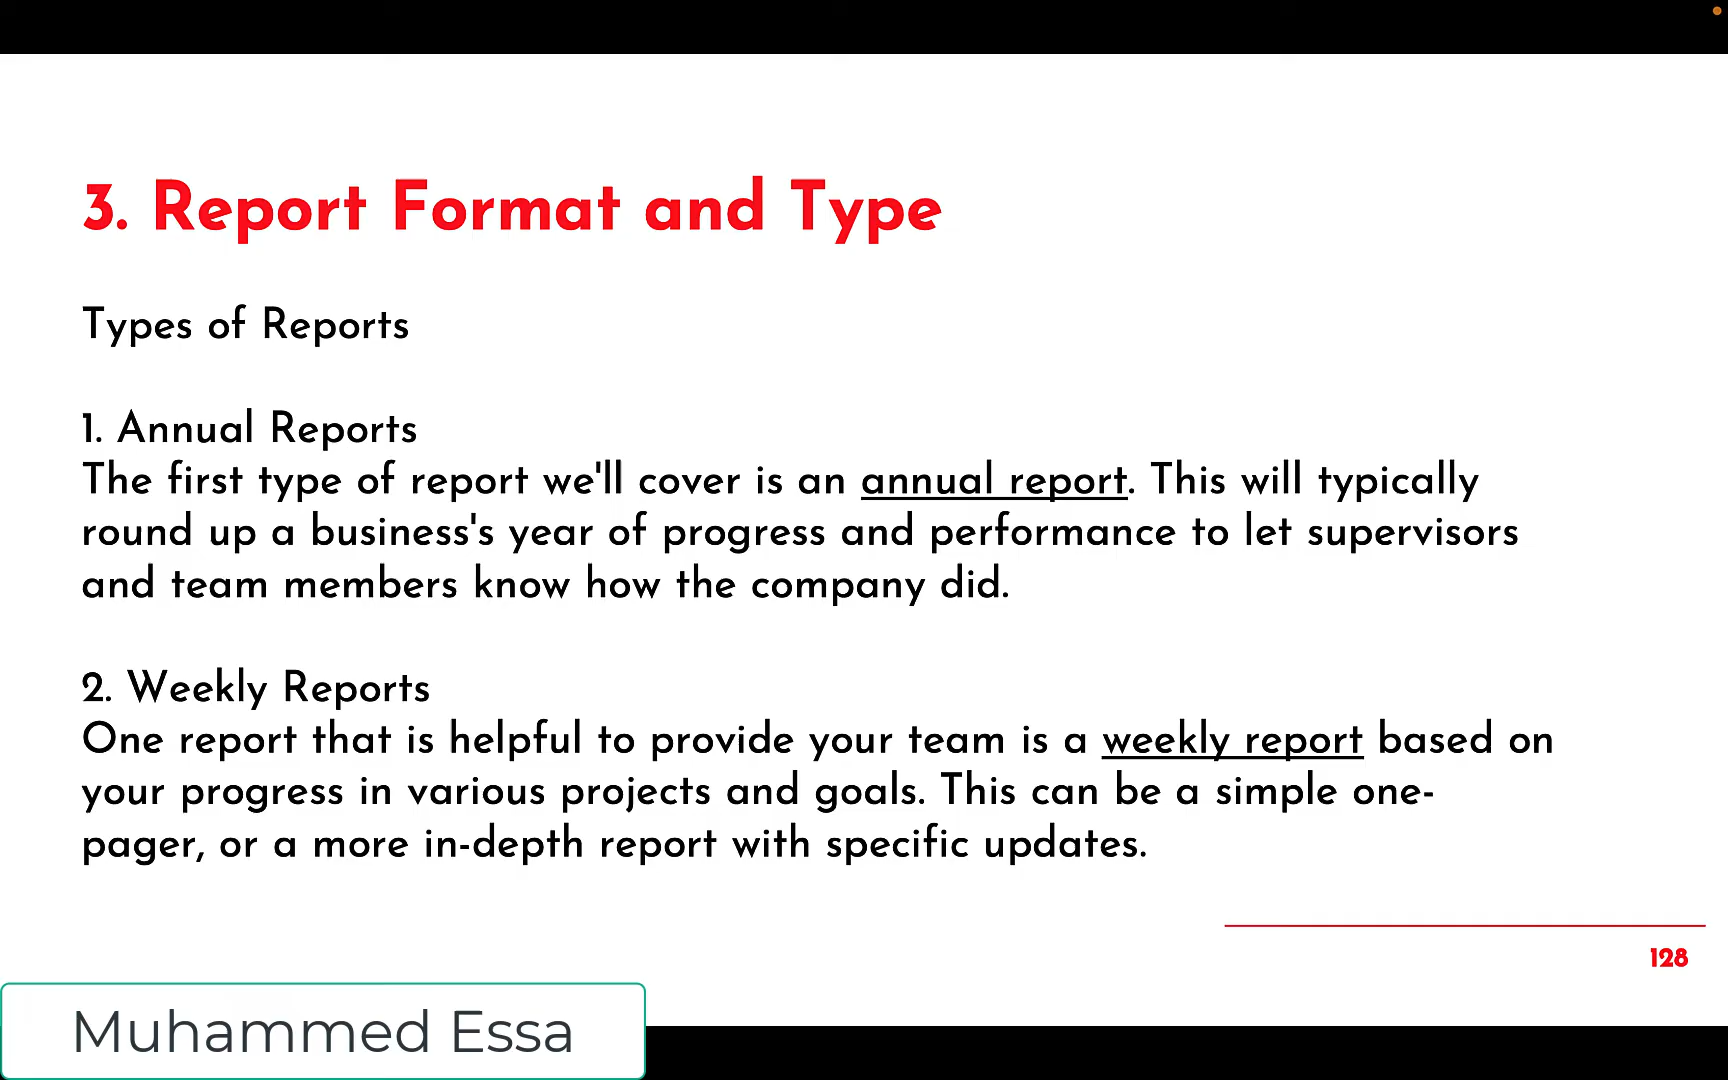 3. Report Format and Type
Types of Reports
1. Annual Reports
The first type of report we'll cover is an annual report. This will typically
round up a business's year of progress and performance to let supervisors
and team members know how the company did.
2. Weekly Reports
One report that is helpful to provide your team is a weekly report based on
your progress in various projects and goals. This can be a simple one-
pager, or a more in-depth report with specific updates.
128
Muhammed Essa